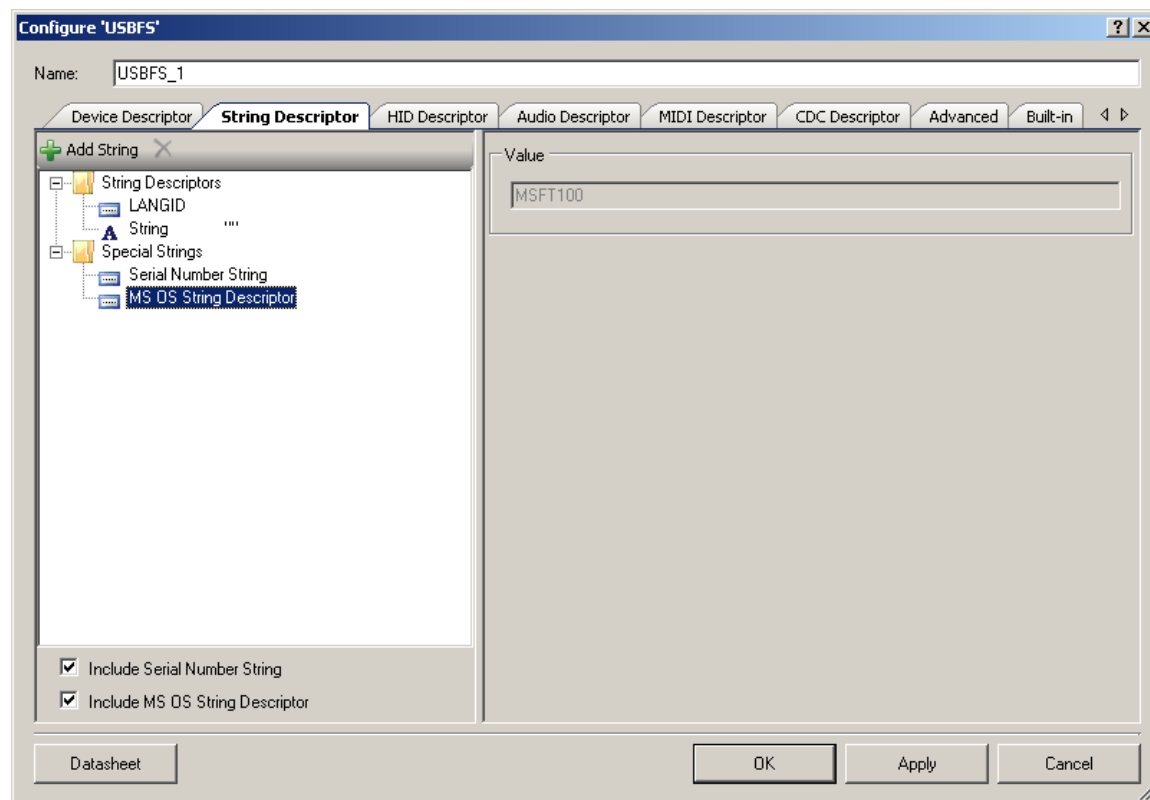 Configure 'USBFS'
Name: USBFS_1
Device Descriptor String Descriptor HID Descriptor Audio Descriptor MIDI Descriptor CDC Descriptor Advanced Built-in
Add String
String Descriptors
LANGID
String ""
Special Strings
Serial Number String
MS OS String Descriptor
Value
MSFT100
Include Serial Number String
Include MS OS String Descriptor
Datasheet OK Apply Cancel